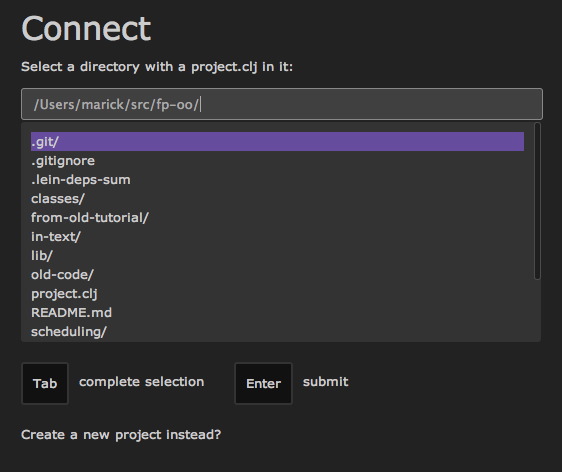 Connect
Select a directory with a project.clj in it:
/Users/marick/src/fp-oo/
.git/
.gitignore
.lein-deps-sum
classes/
from-old-tutorial/
in-text/
lib/
old-code/
project.clj
README.md
scheduling/
Tab complete selection Enter submit
Create a new project instead?